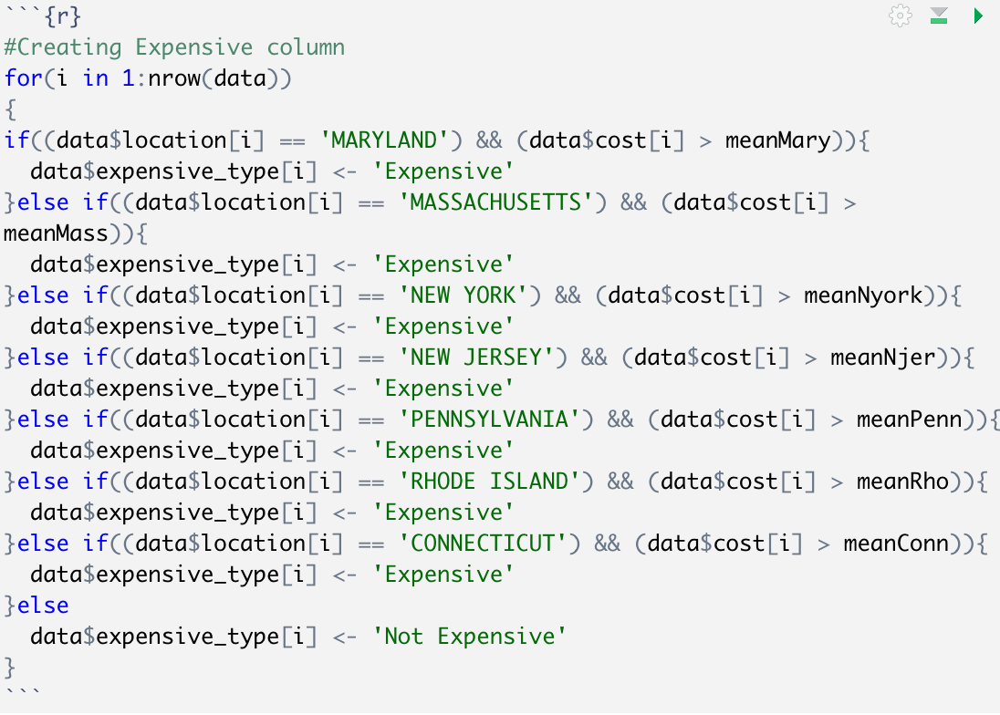 ```{r}
#Creating Expensive column
for(i in 1:nrow(data))
{
if((data$location[i] == 'MARYLAND') && (data$cost[i] > meanMary)){
  data$expensive_type[i] <- 'Expensive'
}else if((data$location[i] == 'MASSACHUSETTS') && (data$cost[i] >
meanMass)){
  data$expensive_type[i] <- 'Expensive'
}else if((data$location[i] == 'NEW YORK') && (data$cost[i] > meanNyork)){
  data$expensive_type[i] <- 'Expensive'
}else if((data$location[i] == 'NEW JERSEY') && (data$cost[i] > meanNjer)){
  data$expensive_type[i] <- 'Expensive'
}else if((data$location[i] == 'PENNSYLVANIA') && (data$cost[i] > meanPenn)){
  data$expensive_type[i] <- 'Expensive'
}else if((data$location[i] == 'RHODE ISLAND') && (data$cost[i] > meanRho)){
  data$expensive_type[i] <- 'Expensive'
}else if((data$location[i] == 'CONNECTICUT') && (data$cost[i] > meanConn)){
  data$expensive_type[i] <- 'Expensive'
}else
  data$expensive_type[i] <- 'Not Expensive'
}
```